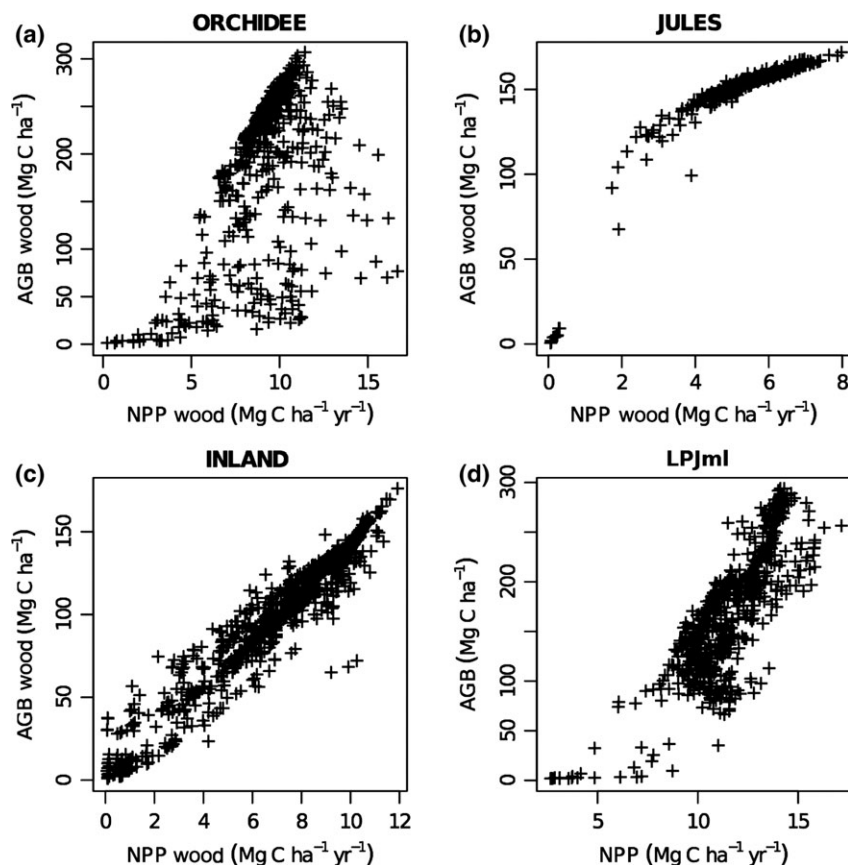 (a) ORCHIDEE
AGB wood (Mg C ha⁻¹)
0 50 100 200 300
0 5 10 15
NPP wood (Mg C ha⁻¹ yr⁻¹)
(b) JULES
AGB wood (Mg C ha⁻¹)
0 50 100 150
0 2 4 6 8
NPP wood (Mg C ha⁻¹ yr⁻¹)
(c) INLAND
AGB wood (Mg C ha⁻¹)
0 50 100 150
0 2 4 6 8 10 12
NPP wood (Mg C ha⁻¹ yr⁻¹)
(d) LPJml
AGB (Mg C ha⁻¹)
0 50 100 200 300
5 10 15
NPP (Mg C ha⁻¹ yr⁻¹)